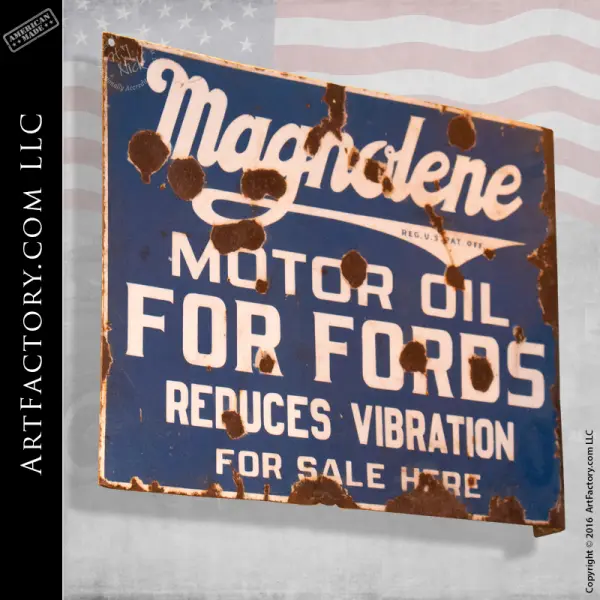 AMERICAN MADE
ArtFactory.com LLC
Magnolene
REG. U.S. PAT. OFF.
MOTOR OIL
FOR FORDS
REDUCES VIBRATION
FOR SALE HERE
Copyright © 2016 ArtFactory.com LLC